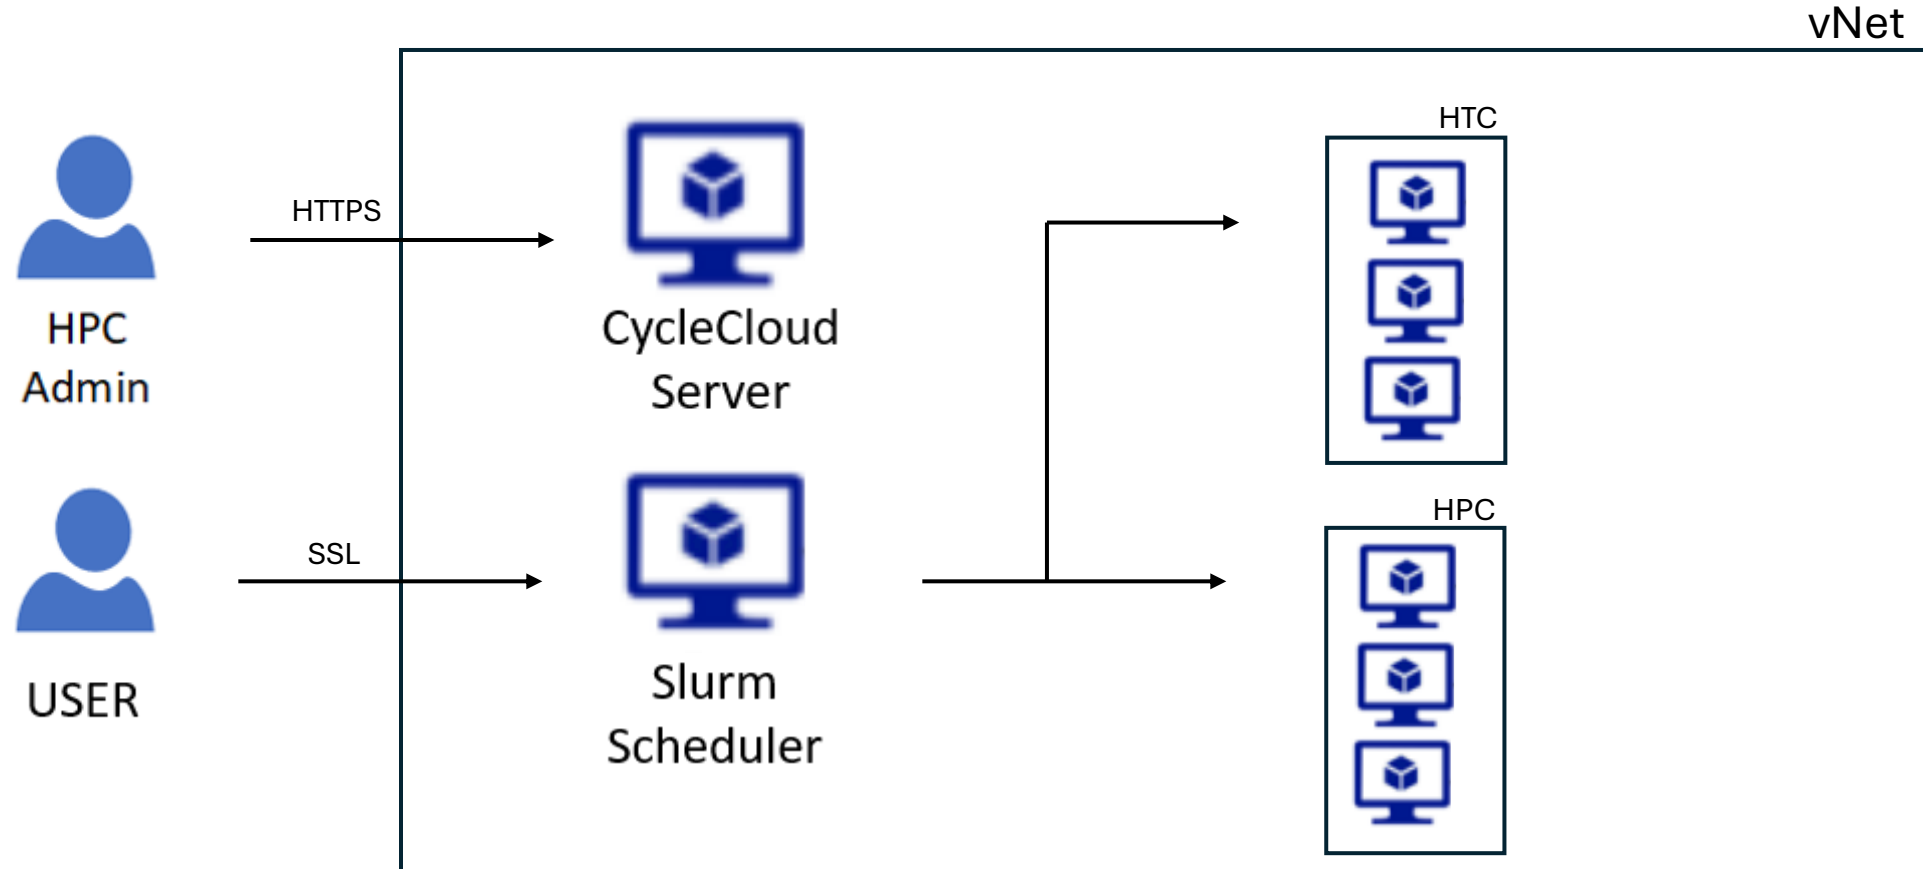 vNet
HTC
HTTPS
CycleCloud
Server
HPC
Admin
HPC
SSL
Slurm
Scheduler
USER